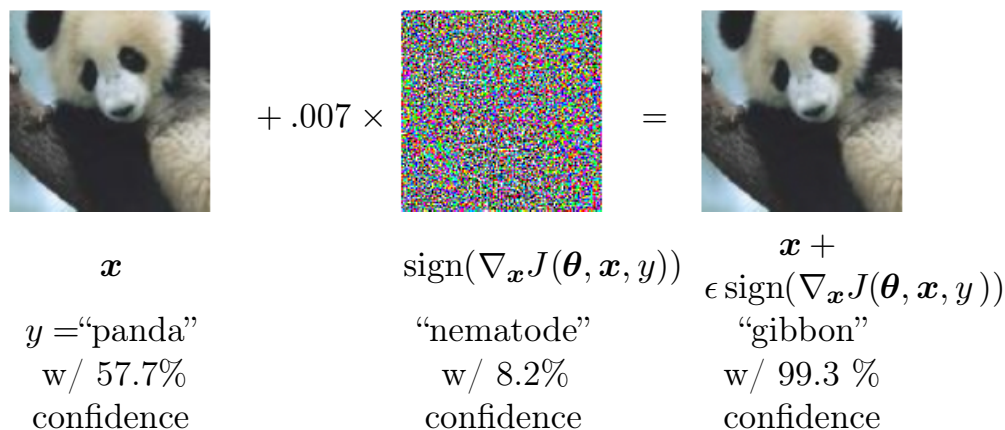 + .007 ×
=
x
sign(∇ₓJ(θ, x, y))
x +
ϵ sign(∇ₓJ(θ, x, y))
y =“panda”
w/ 57.7%
confidence
“nematode”
w/ 8.2%
confidence
“gibbon”
w/ 99.3 %
confidence